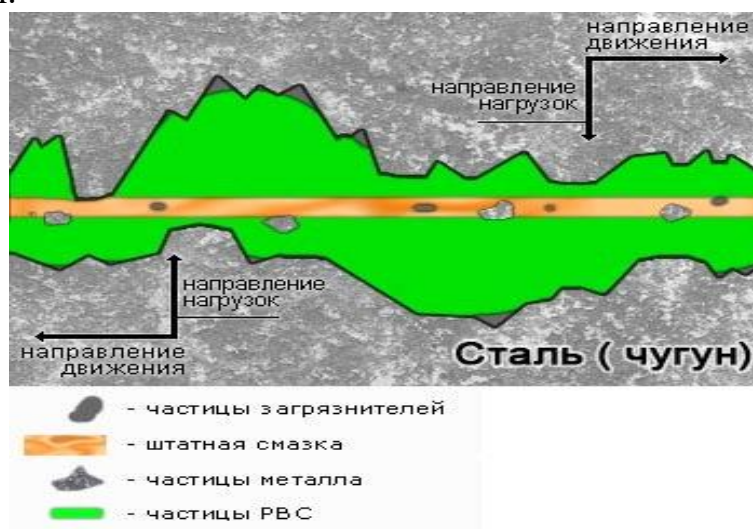 направление
движения
направление
нагрузок
направление
нагрузок
направление
движения
Сталь ( чугун)
- частицы загрязнителей
- штатная смазка
- частицы металла
- частицы РВС